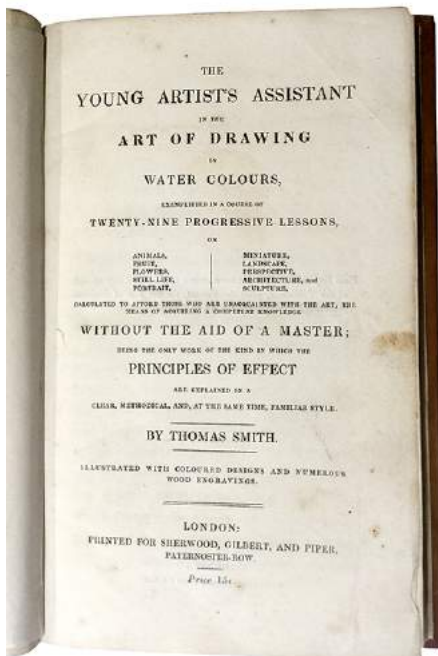 THE
YOUNG ARTIST'S ASSISTANT
IN THE
ART OF DRAWING
IN
WATER COLOURS,
EXEMPLIFIED IN A COURSE OF
TWENTY-NINE PROGRESSIVE LESSONS,
ON
ANIMALS,
FRUIT,
FLOWERS,
STILL LIFE,
PORTRAIT,
MINIATURE,
LANDSCAPE,
PERSPECTIVE,
ARCHITECTURE, and
SCULPTURE.
CALCULATED TO AFFORD THOSE WHO ARE UNACQUAINTED WITH THE ART, THE
MEANS OF ACQUIRING A COMPETENT KNOWLEDGE
WITHOUT THE AID OF A MASTER;
BEING THE ONLY WORK OF THE KIND IN WHICH THE
PRINCIPLES OF EFFECT
ARE EXPLAINED IN A
CLEAR, METHODICAL, AND, AT THE SAME TIME, FAMILIAR STYLE.
BY THOMAS SMITH.
ILLUSTRATED WITH COLOURED DESIGNS AND NUMEROUS
WOOD ENGRAVINGS.
LONDON:
PRINTED FOR SHERWOOD, GILBERT, AND PIPER,
PATERNOSTER-ROW.
Price